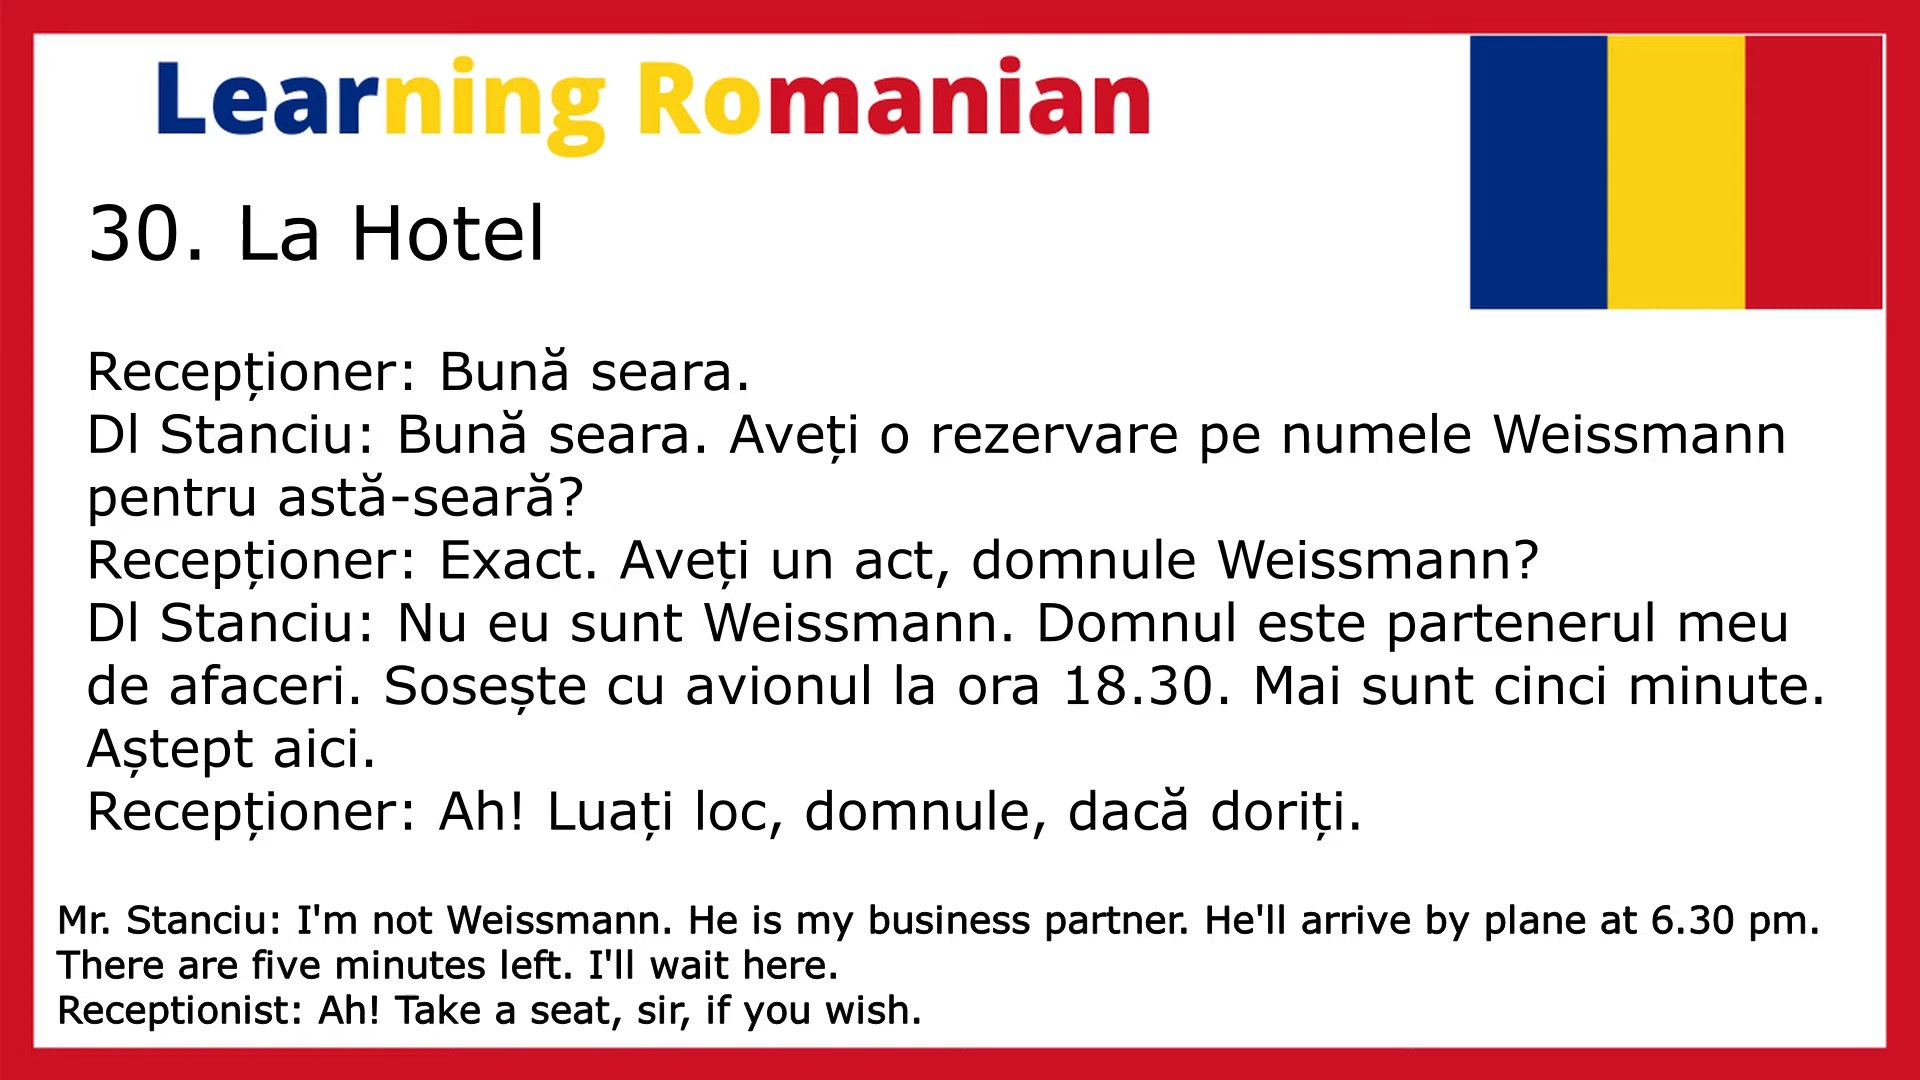 Learning Romanian
30. La Hotel
Recepționer: Bună seara.
Dl Stanciu: Bună seara. Aveți o rezervare pe numele Weissmann
pentru astă-seară?
Recepționer: Exact. Aveți un act, domnule Weissmann?
Dl Stanciu: Nu eu sunt Weissmann. Domnul este partenerul meu
de afaceri. Sosește cu avionul la ora 18.30. Mai sunt cinci minute.
Aștept aici.
Recepționer: Ah! Luați loc, domnule, dacă doriți.
Mr. Stanciu: I'm not Weissmann. He is my business partner. He'll arrive by plane at 6.30 pm.
There are five minutes left. I'll wait here.
Receptionist: Ah! Take a seat, sir, if you wish.